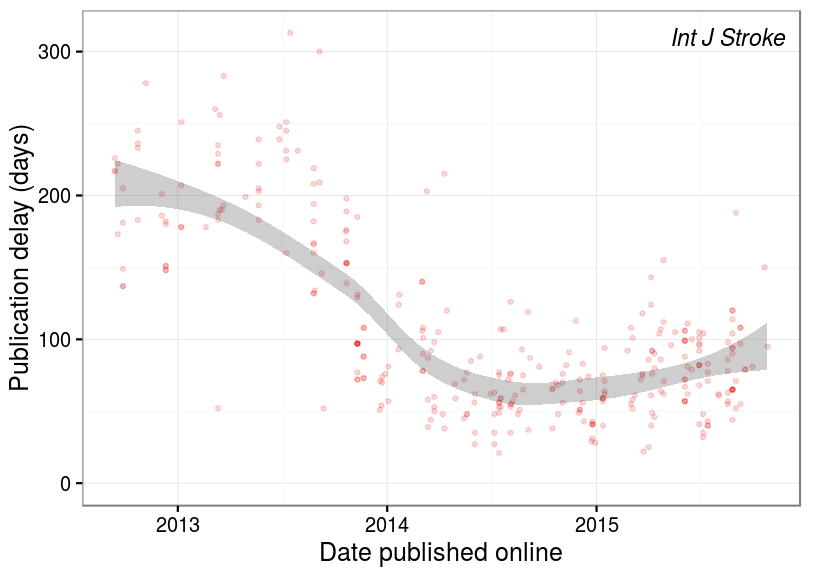 Int J Stroke
Publication delay (days)
300
200
100
0
2013 2014 2015
Date published online